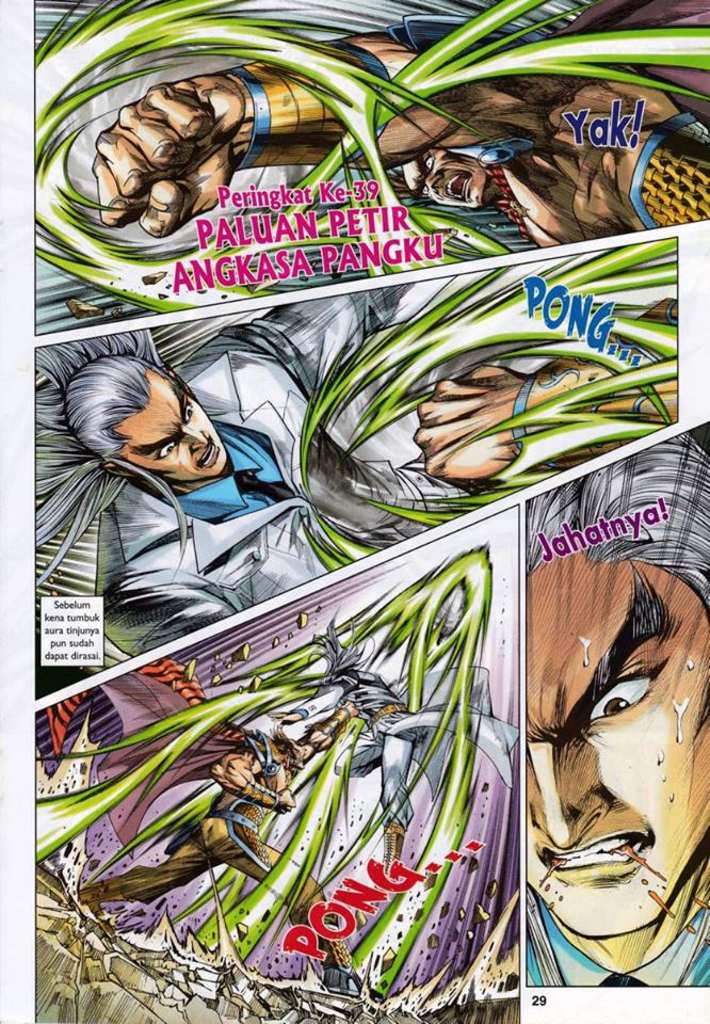 Yak!
Peringkat Ke-39
PALUAN PETIR
ANGKASA PANGKU
PONG...
Jahatnya!
Sebelum
kena tumbuk
aura tinjunya
pun sudah
dapat dirasai.
PONG...
29